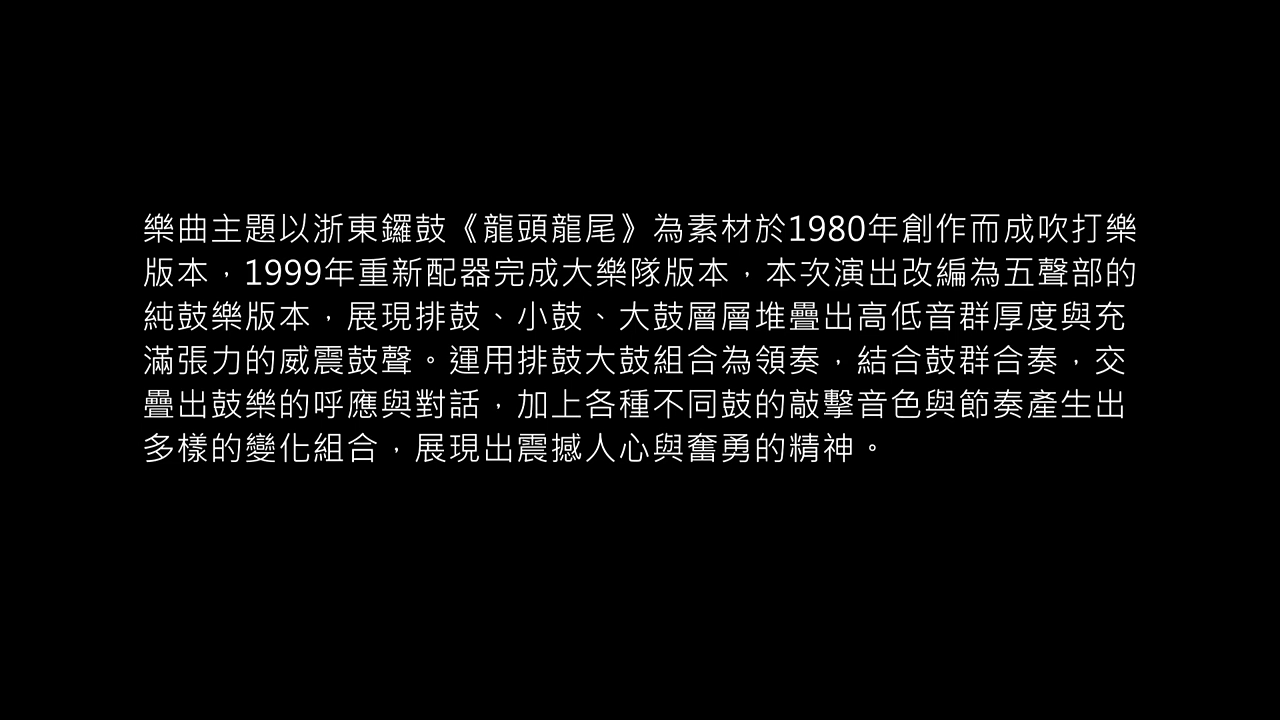 樂曲主題以浙東鑼鼓《龍頭龍尾》為素材於1980年創作而成吹打樂
版本，1999年重新配器完成大樂隊版本，本次演出改編為五聲部的
純鼓樂版本，展現排鼓、小鼓、大鼓層層堆疊出高低音群厚度與充
滿張力的威震鼓聲。運用排鼓大鼓組合為領奏，結合鼓群合奏，交
疊出鼓樂的呼應與對話，加上各種不同鼓的敲擊音色與節奏產生出
多樣的變化組合，展現出震撼人心與奮勇的精神。